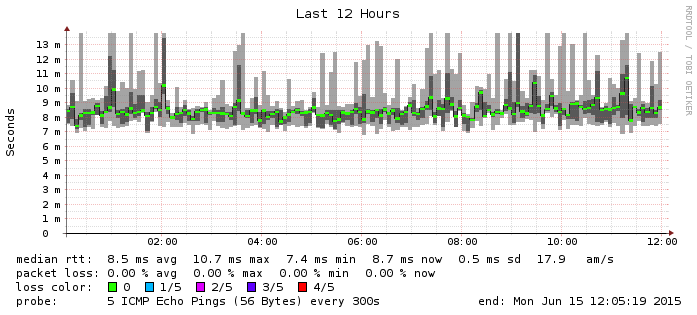 Last 12 Hours
RRDTOOL / TOBI OETIKER
Seconds
13 m
12 m
11 m
10 m
9 m
8 m
7 m
6 m
5 m
4 m
3 m
2 m
1 m
0
02:00 04:00 06:00 08:00 10:00 12:00
median rtt: 8.5 ms avg 10.7 ms max 7.4 ms min 8.7 ms now 0.5 ms sd 17.9 am/s
packet loss: 0.00 % avg 0.00 % max 0.00 % min 0.00 % now
loss color: 0 1/5 2/5 3/5 4/5
probe: 5 ICMP Echo Pings (56 Bytes) every 300s end: Mon Jun 15 12:05:19 2015